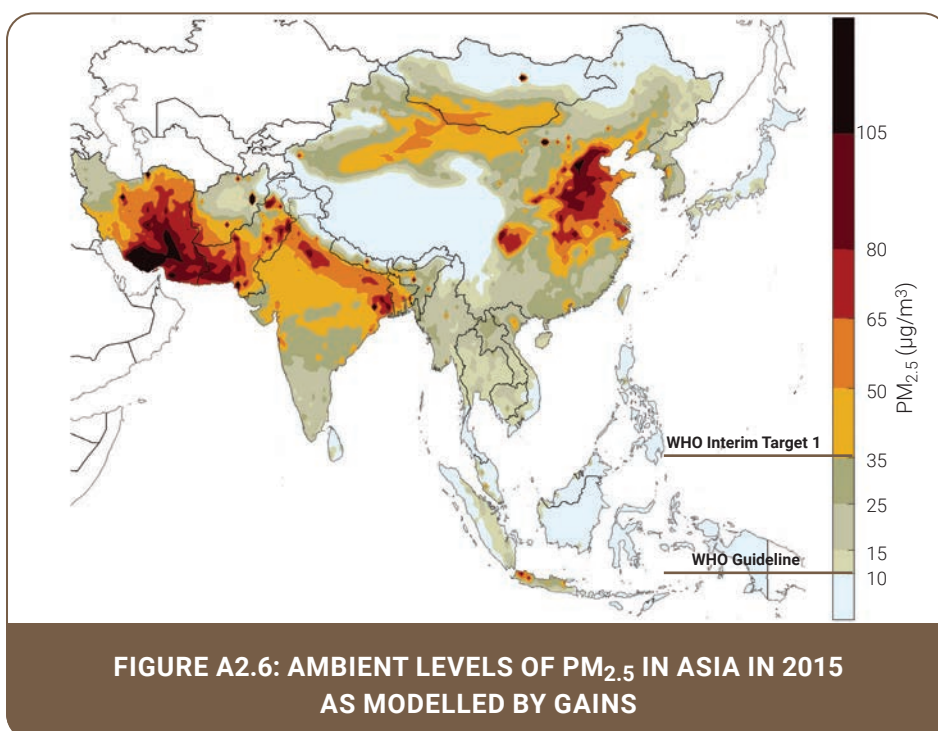 105
80
65
50
35
25
15
10
PM2.5 (µg/m³)
WHO Interim Target 1
WHO Guideline
FIGURE A2.6: AMBIENT LEVELS OF PM2.5 IN ASIA IN 2015
AS MODELLED BY GAINS